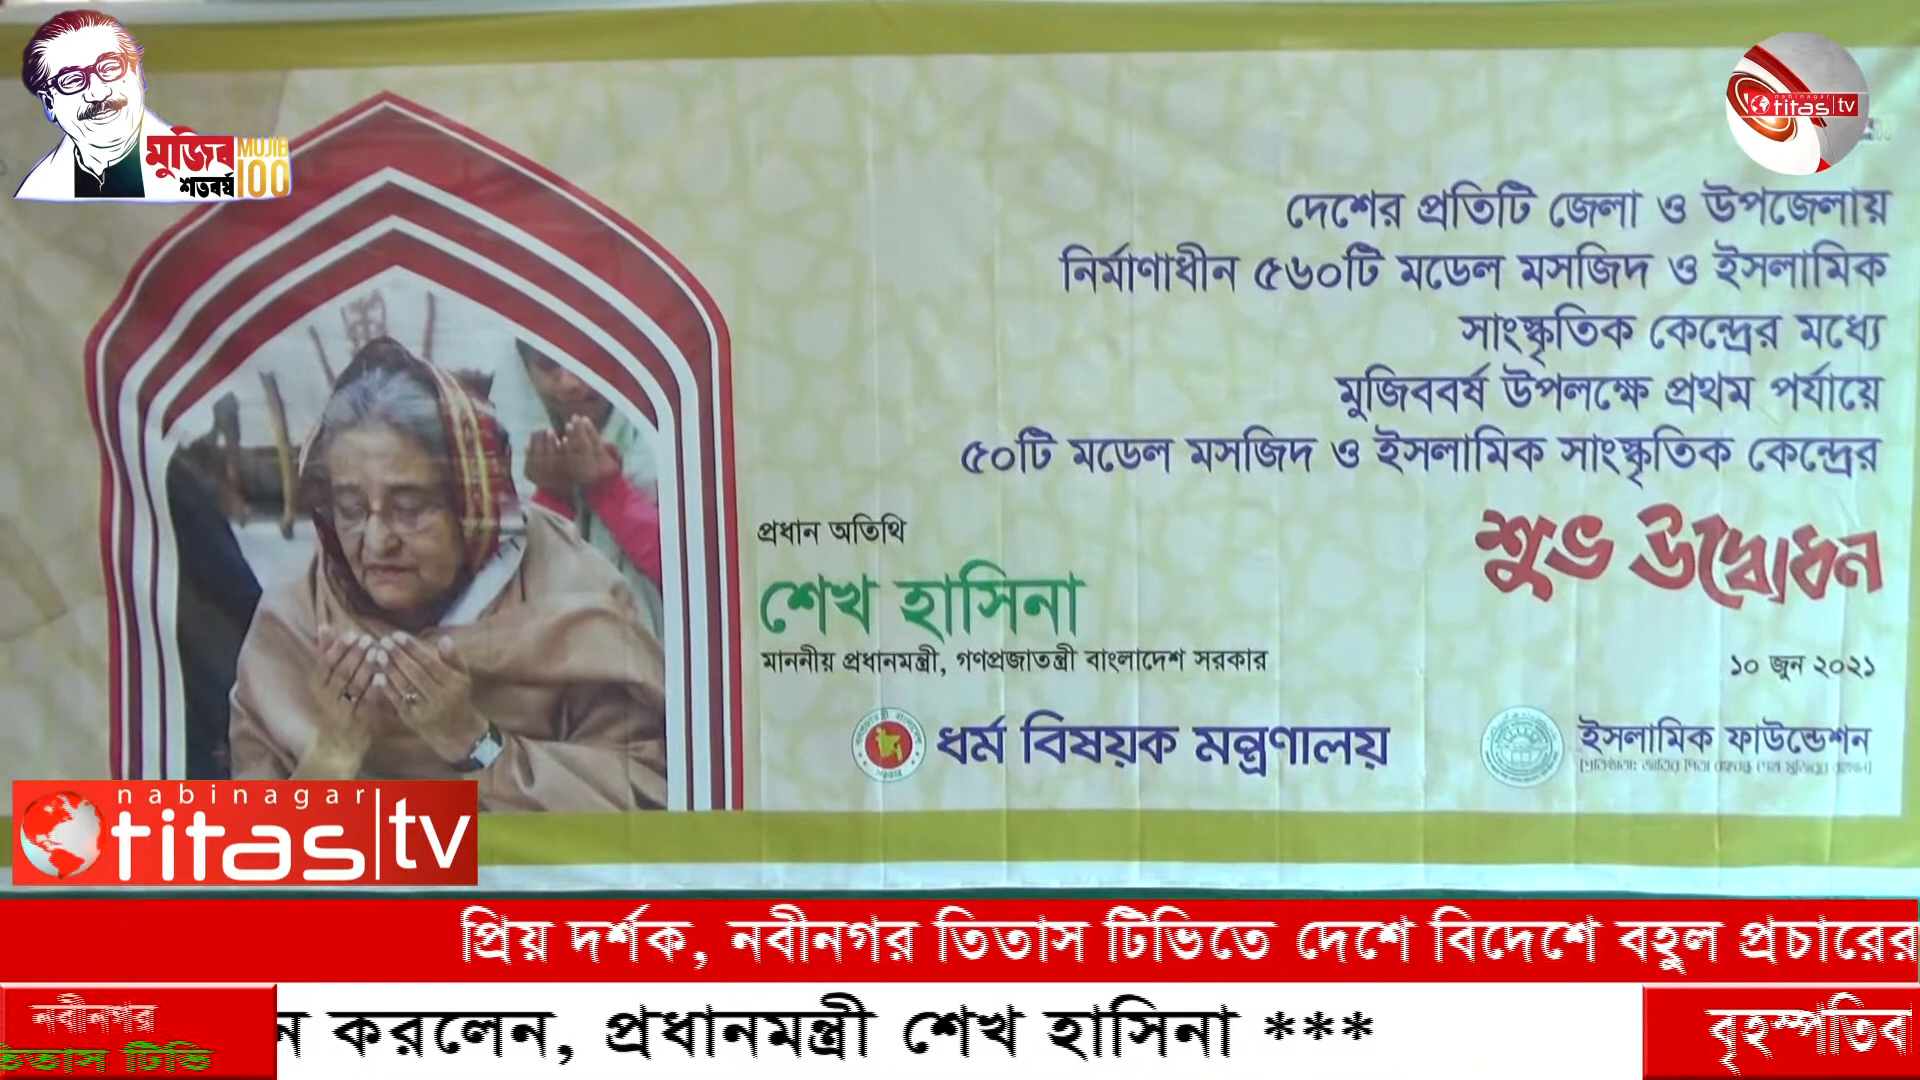 মুজিব
শতবর্ষ
MUJIB
100
nabinagar
titas tv
দেশের প্রতিটি জেলা ও উপজেলায়
নির্মাণাধীন ৫৬০টি মডেল মসজিদ ও ইসলামিক
সাংস্কৃতিক কেন্দ্রের মধ্যে
মুজিববর্ষ উপলক্ষে প্রথম পর্যায়ে
৫০টি মডেল মসজিদ ও ইসলামিক সাংস্কৃতিক কেন্দ্রের
শুভ উদ্বোধন
১০ জুন ২০২১
প্রধান অতিথি
শেখ হাসিনা
মাননীয় প্রধানমন্ত্রী, গণপ্রজাতন্ত্রী বাংলাদেশ সরকার
ধর্ম বিষয়ক মন্ত্রণালয়
ইসলামিক ফাউন্ডেশন
nabinagar
titas tv
প্রিয় দর্শক, নবীনগর তিতাস টিভিতে দেশে বিদেশে বহুল প্রচারের
নবীনগর
তিতাস টিভি
ন করলেন, প্রধানমন্ত্রী শেখ হাসিনা ***
বৃহস্পতিব